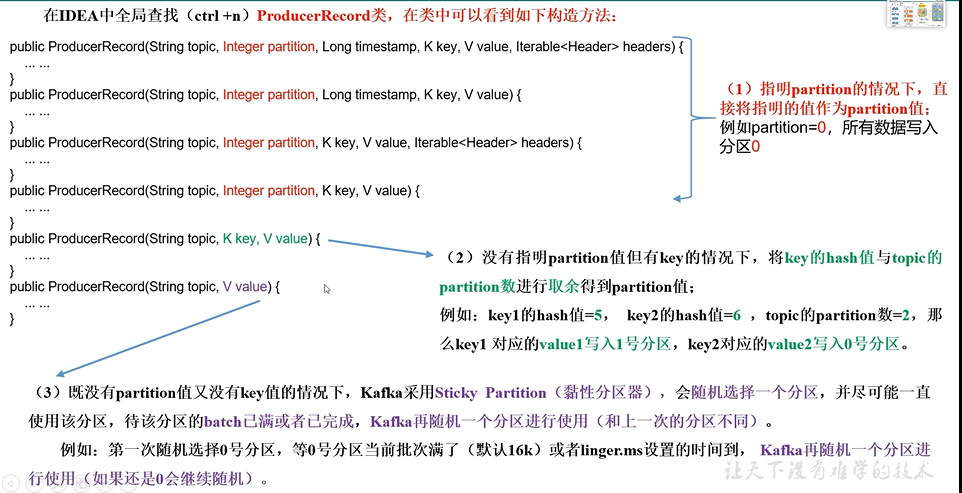 在IDEA中全局查找（ctrl +n）ProducerRecord类，在类中可以看到如下构造方法：
public ProducerRecord(String topic, Integer partition, Long timestamp, K key, V value, Iterable<Header> headers) {
... ...
}
public ProducerRecord(String topic, Integer partition, Long timestamp, K key, V value) {
... ...
}
public ProducerRecord(String topic, Integer partition, K key, V value, Iterable<Header> headers) {
... ...
}
public ProducerRecord(String topic, Integer partition, K key, V value) {
... ...
}
public ProducerRecord(String topic, K key, V value) {
... ...
}
public ProducerRecord(String topic, V value) {
... ...
}
（1）指明partition的情况下，直
接将指明的值作为partition值；
例如partition=0，所有数据写入
分区0
（2）没有指明partition值但有key的情况下，将key的hash值与topic的
partition数进行取余得到partition值；
例如：key1的hash值=5， key2的hash值=6 ，topic的partition数=2，那
么key1 对应的value1写入1号分区，key2对应的value2写入0号分区。
（3）既没有partition值又没有key值的情况下，Kafka采用Sticky Partition（黏性分区器），会随机选择一个分区，并尽可能一直
使用该分区，待该分区的batch已满或者已完成，Kafka再随机一个分区进行使用（和上一次的分区不同）。
例如：第一次随机选择0号分区，等0号分区当前批次满了（默认16k）或者linger.ms设置的时间到， Kafka再随机一个分区进
行使用（如果还是0会继续随机）。
让天下没有难学的技术